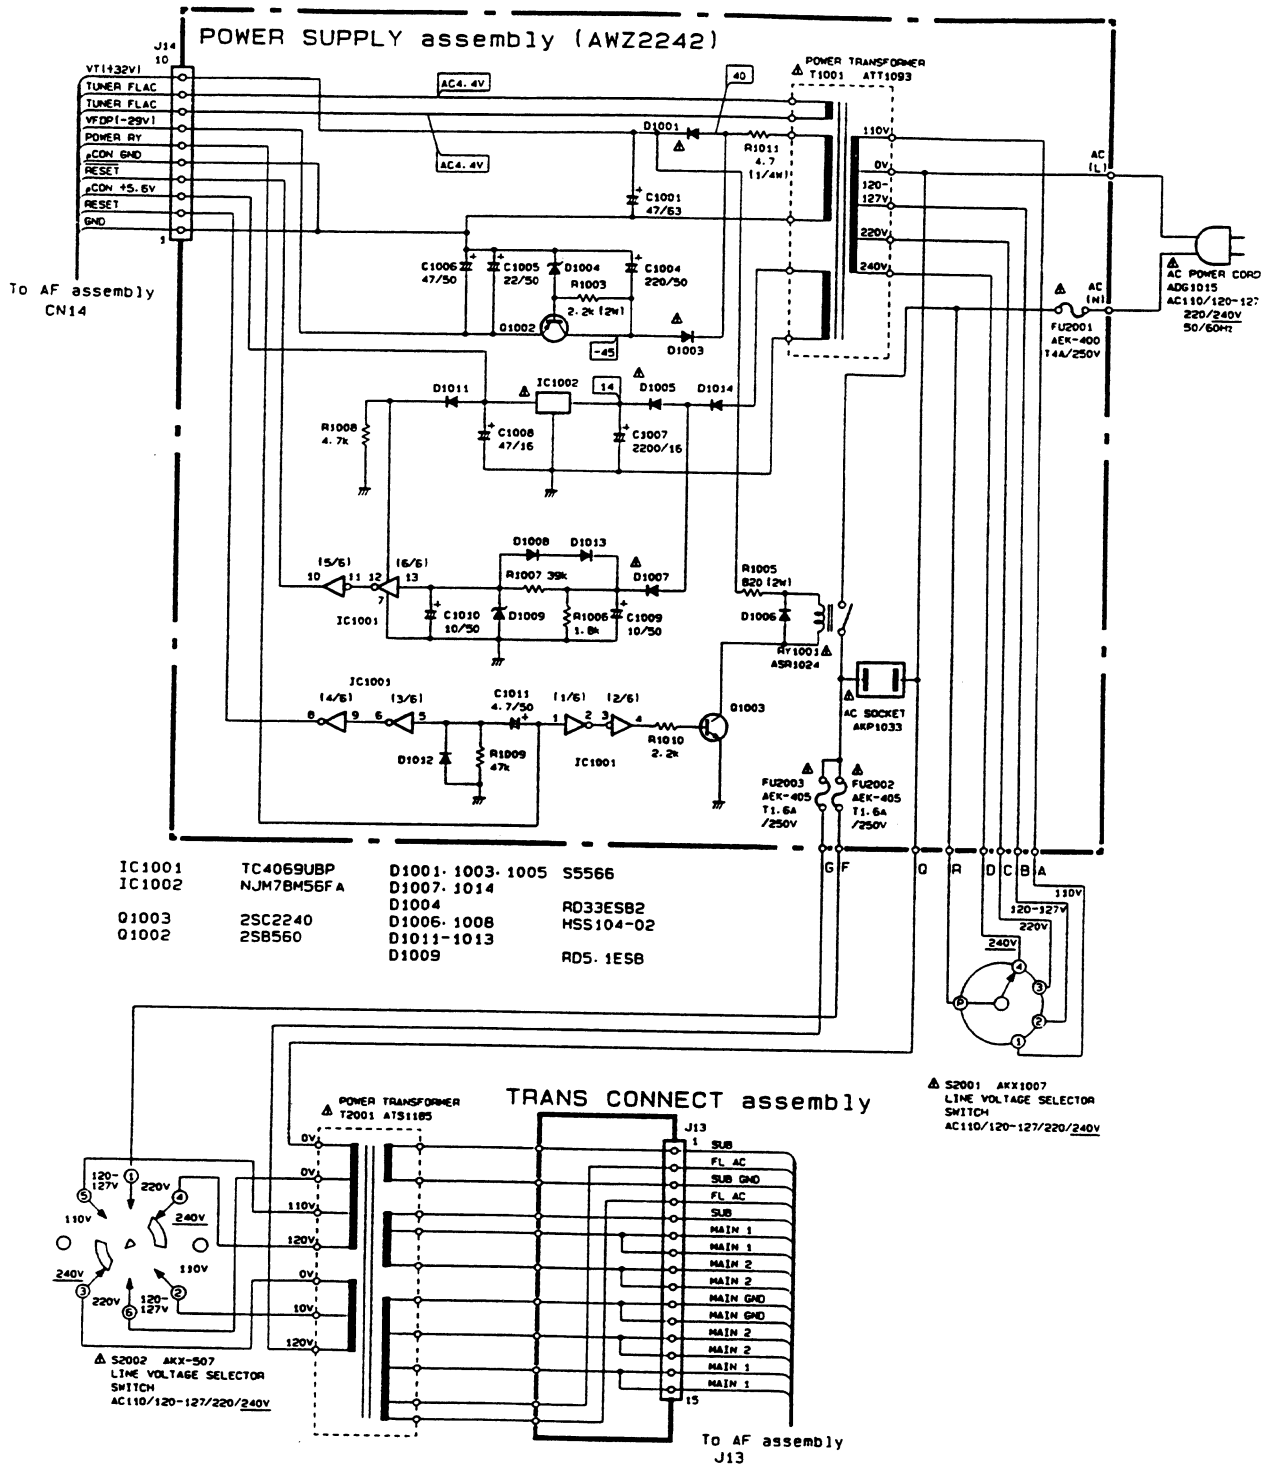 POWER SUPPLY assembly (AWZ2242)
J14
10
VT(+32V)
TUNER FLAC
TUNER FLAC
VFDP(-29V)
POWER RY
μCON GND
RESET
μCON +5.6V
RESET
GND
1
To AF assembly
CN14
AC4.4V
AC4.4V
40
POWER TRANSFORMER
T1001 ATT1093
D1001
R1011
4.7
(1/4W)
C1001
47/63
110V
0V
120-
127V
220V
240V
AC
(L)
AC
(N)
AC POWER CORD
ADG1015
AC110/120-127
220/240V
50/60Hz
FU2001
AEK-400
T4A/250V
C1006
47/50
C1005
22/50
D1004
R1003
2.2k (2W)
C1004
220/50
Q1002
-45
D1003
D1011
IC1002
14
D1005
D1014
R1008
4.7k
C1008
47/16
C1007
2200/16
D1008
D1013
(5/6)
(6/6)
10
11
12
13
7
IC1001
R1007 39k
D1007
C1010
10/50
D1009
R1006
1.8k
C1009
10/50
R1005
820 (2W)
D1006
RY1001
ASR1024
IC1001
(4/6)
(3/6)
8
9
6
5
C1011
4.7/50
(1/6)
(2/6)
1
2
3
4
D1012
R1009
47k
IC1001
R1010
2.2k
Q1003
AC SOCKET
AKP1033
FU2003
AEK-405
T1.6A
/250V
FU2002
AEK-405
T1.6A
/250V
G
F
Q
R
D
C
B
A
IC1001 TC4069UBP
IC1002 NJM78M56FA
Q1003 2SC2240
Q1002 2SB560
D1001.1003.1005 S5566
D1007.1014
D1004 RD33ESB2
D1006.1008 HSS104-02
D1011-1013
D1009 RD5.1ESB
110V
120-127V
220V
240V
4
3
P
2
1
S2001 AKX1007
LINE VOLTAGE SELECTOR
SWITCH
AC110/120-127/220/240V
TRANS CONNECT assembly
POWER TRANSFORMER
T2001 ATS1185
0V
0V
110V
120V
0V
10V
120V
J13
1
SUB
FL AC
SUB GND
FL AC
SUB
MAIN 1
MAIN 1
MAIN 2
MAIN 2
MAIN GND
MAIN GND
MAIN 2
MAIN 2
MAIN 1
MAIN 1
15
To AF assembly
J13
120-
127V
1
220V
4
5
110V
240V
240V
110V
3
220V
6
120-
127V
2
S2002 AKX-507
LINE VOLTAGE SELECTOR
SWITCH
AC110/120-127/220/240V